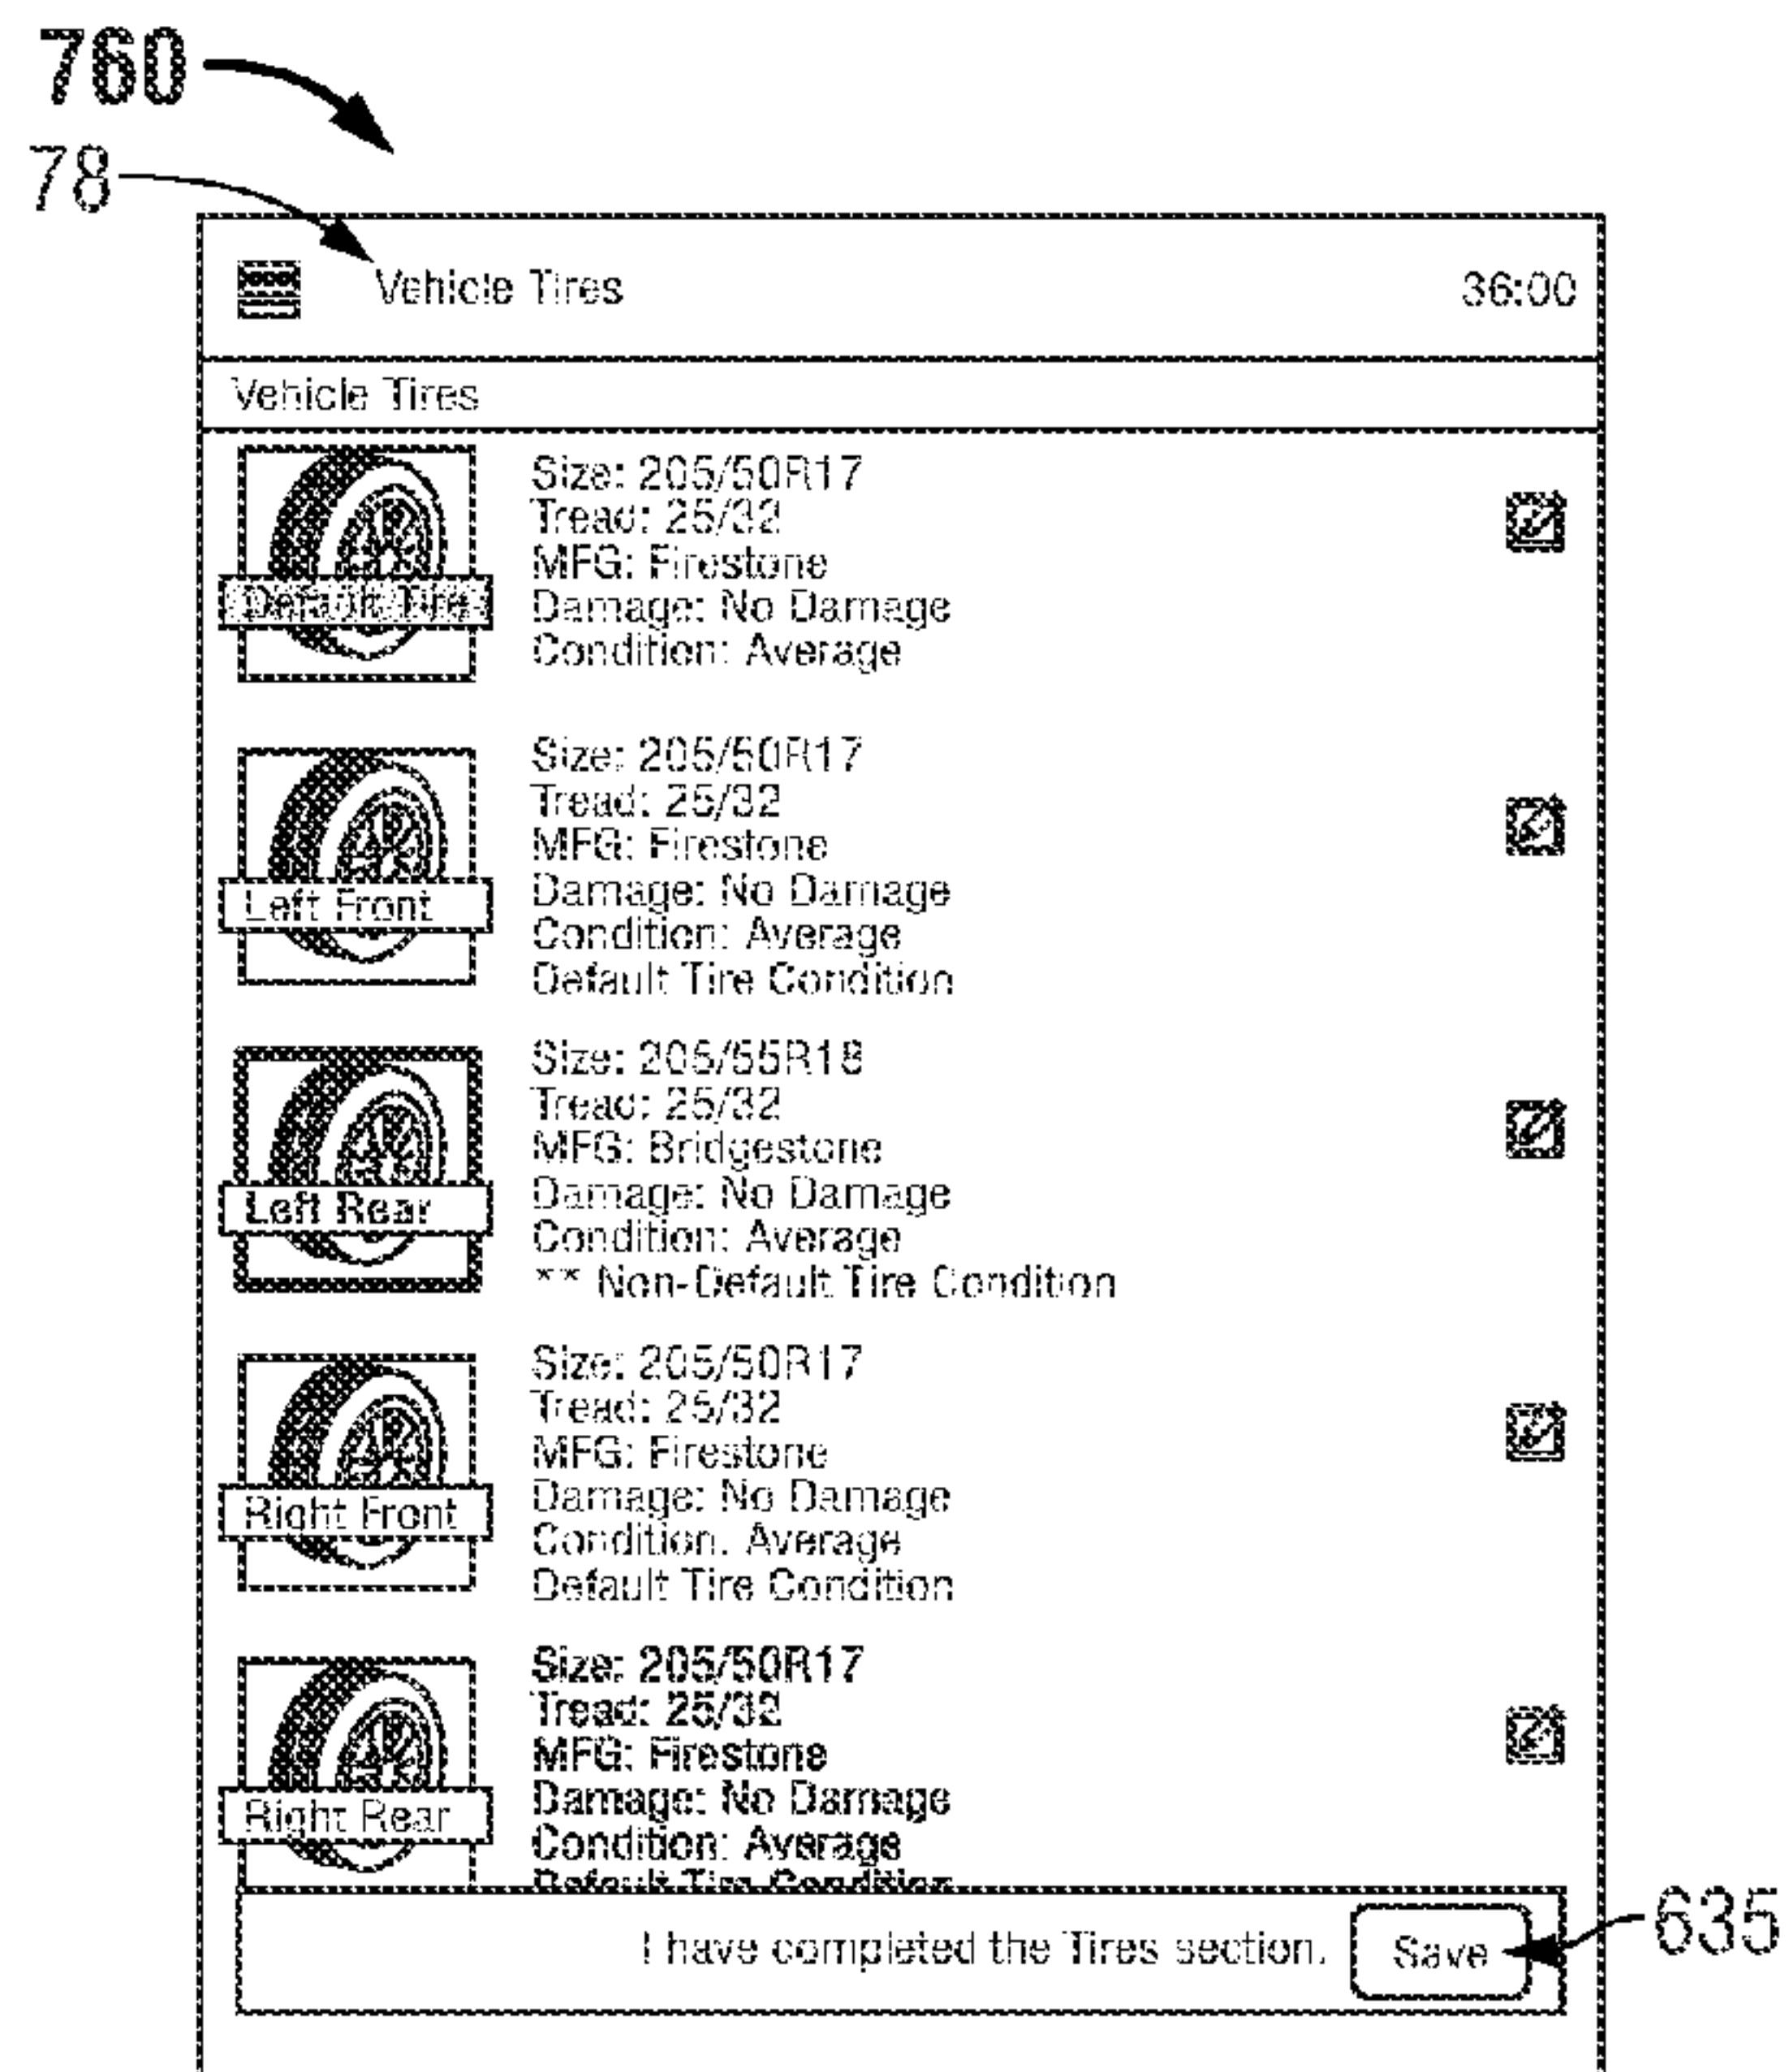 760
78
Vehicle Tires 36:00
Vehicle Tires
Default Tire
Size: 205/50R17
Tread: 25/32
MFG: Firestone
Damage: No Damage
Condition: Average
Left Front
Size: 205/50R17
Tread: 25/32
MFG: Firestone
Damage: No Damage
Condition: Average
Default Tire Condition
Left Rear
Size: 205/55R18
Tread: 25/32
MFG: Bridgestone
Damage: No Damage
Condition: Average
** Non-Default Tire Condition
Right Front
Size: 205/50R17
Tread: 25/32
MFG: Firestone
Damage: No Damage
Condition: Average
Default Tire Condition
Right Rear
Size: 205/50R17
Tread: 25/32
MFG: Firestone
Damage: No Damage
Condition: Average
Default Tire Condition
I have completed the Tires section. Save
635